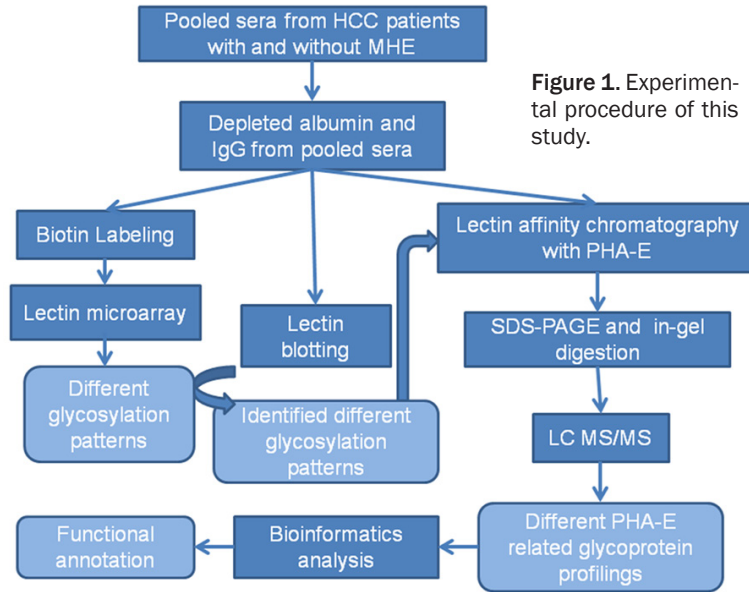 Pooled sera from HCC patients
with and without MHE
Figure 1. Experimen-
tal procedure of this
study.
Depleted albumin and
IgG from pooled sera
Biotin Labeling
Lectin affinity chromatography
with PHA-E
Lectin microarray
Lectin
blotting
SDS-PAGE and in-gel
digestion
Different
glycosylation
patterns
Identified different
glycosylation
patterns
LC MS/MS
Functional
annotation
Bioinformatics
analysis
Different PHA-E
related glycoprotein
profilings